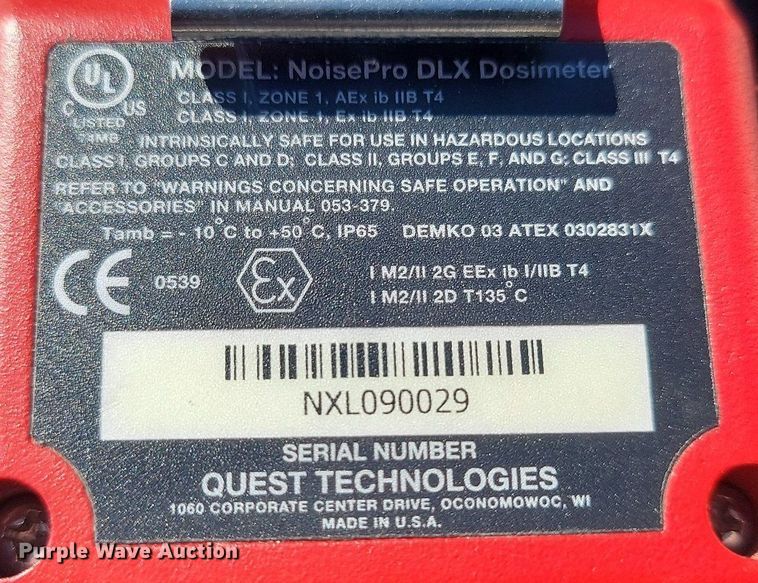 UL
C US
LISTED
MODEL: NoisePro DLX Dosimeter
CLASS I, ZONE 1, AEx ib IIB T4
CLASS I, ZONE 1, Ex ib IIB T4
INTRINSICALLY SAFE FOR USE IN HAZARDOUS LOCATIONS
CLASS I, GROUPS C AND D; CLASS II, GROUPS E, F, AND G; CLASS III T4
REFER TO "WARNINGS CONCERNING SAFE OPERATION" AND
"ACCESSORIES" IN MANUAL 053-379.
Tamb = - 10°C to +50°C, IP65 DEMKO 03 ATEX 0302831X
CE 0539 Ex I M2/II 2G EEx ib I/IIB T4
I M2/II 2D T135°C
NXL090029
SERIAL NUMBER
QUEST TECHNOLOGIES
1060 CORPORATE CENTER DRIVE, OCONOMOWOC, WI
MADE IN U.S.A.
Purple Wave Auction